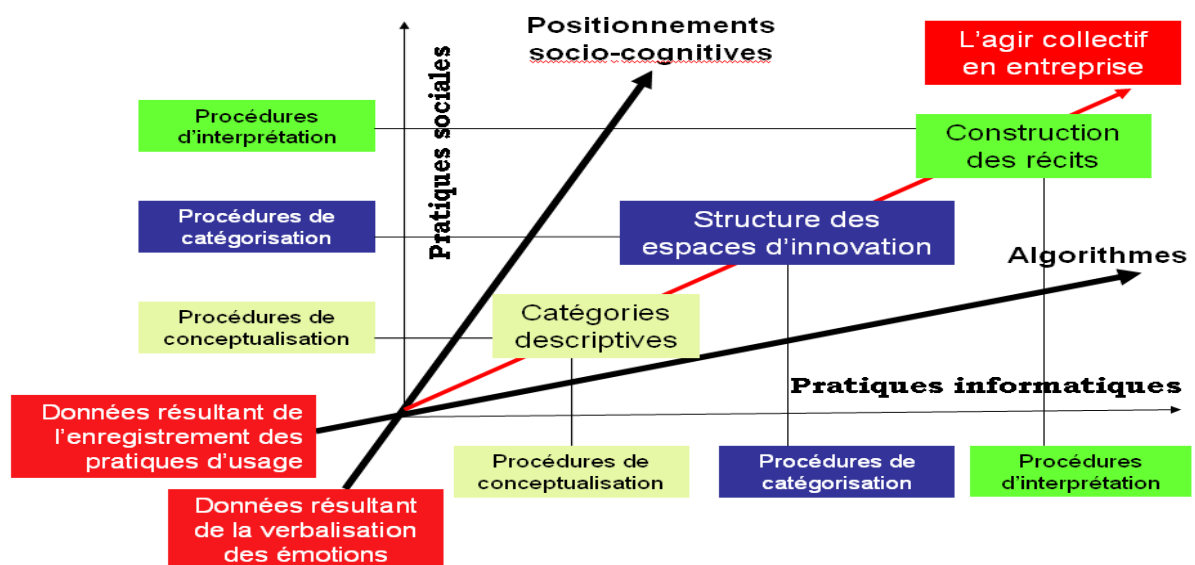 Positionnements
socio-cognitives
L'agir collectif
en entreprise
Pratiques sociales
Procédures
d'interprétation
Construction
des récits
Procédures de
catégorisation
Structure des
espaces d'innovation
Algorithmes
Procédures de
conceptualisation
Catégories
descriptives
Pratiques informatiques
Données résultant de
l'enregistrement des
pratiques d'usage
Procédures de
conceptualisation
Procédures de
catégorisation
Procédures
d'interprétation
Données résultant
de la verbalisation
des émotions